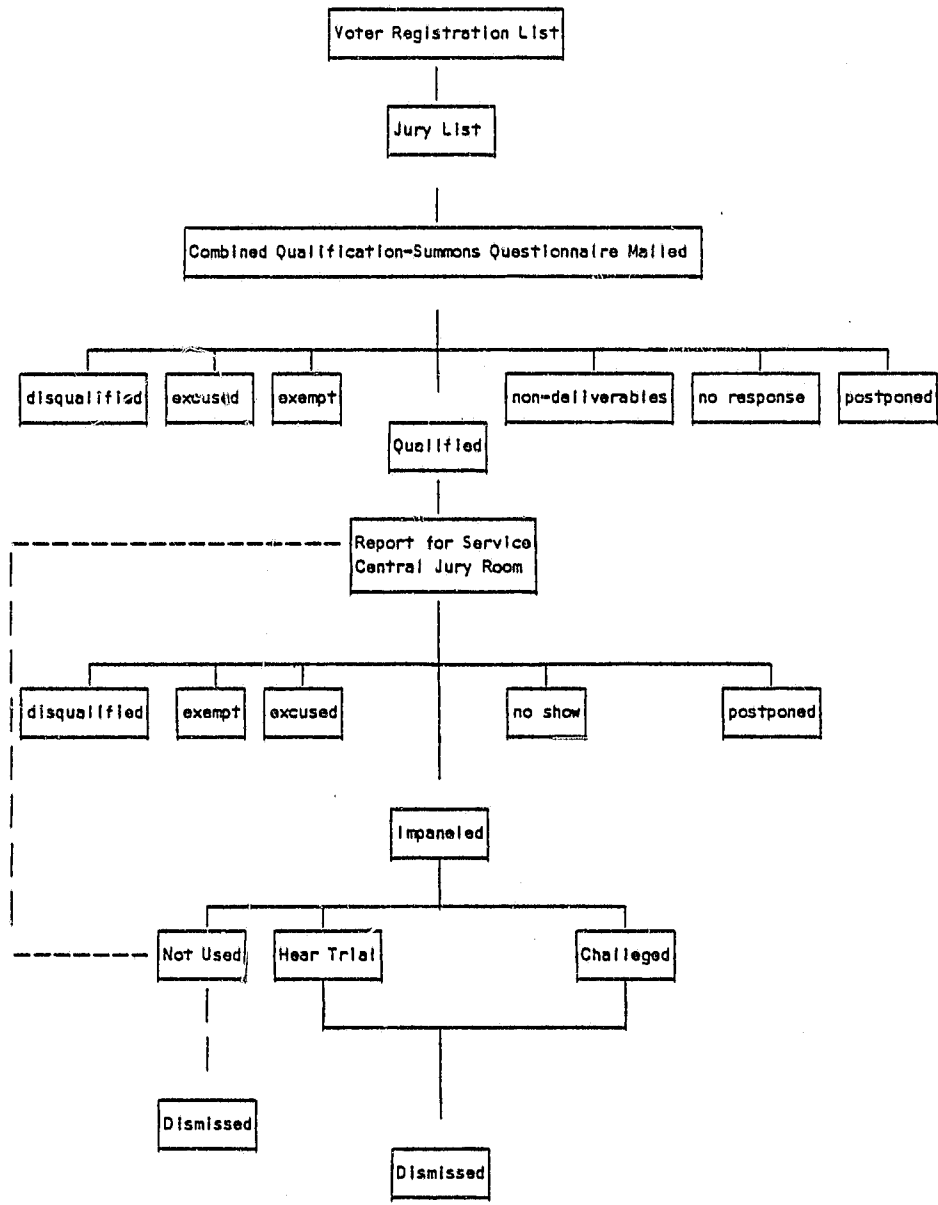 Voter Registration List
Jury List
Combined Qualification-Summons Questionnaire Mailed
disqualified
excused
exempt
non-deliverables
no response
postponed
Qualified
Report for Service
Central Jury Room
disqualified
exempt
excused
no show
postponed
Impaneled
Not Used
Hear Trial
Challeged
Dismissed
Dismissed